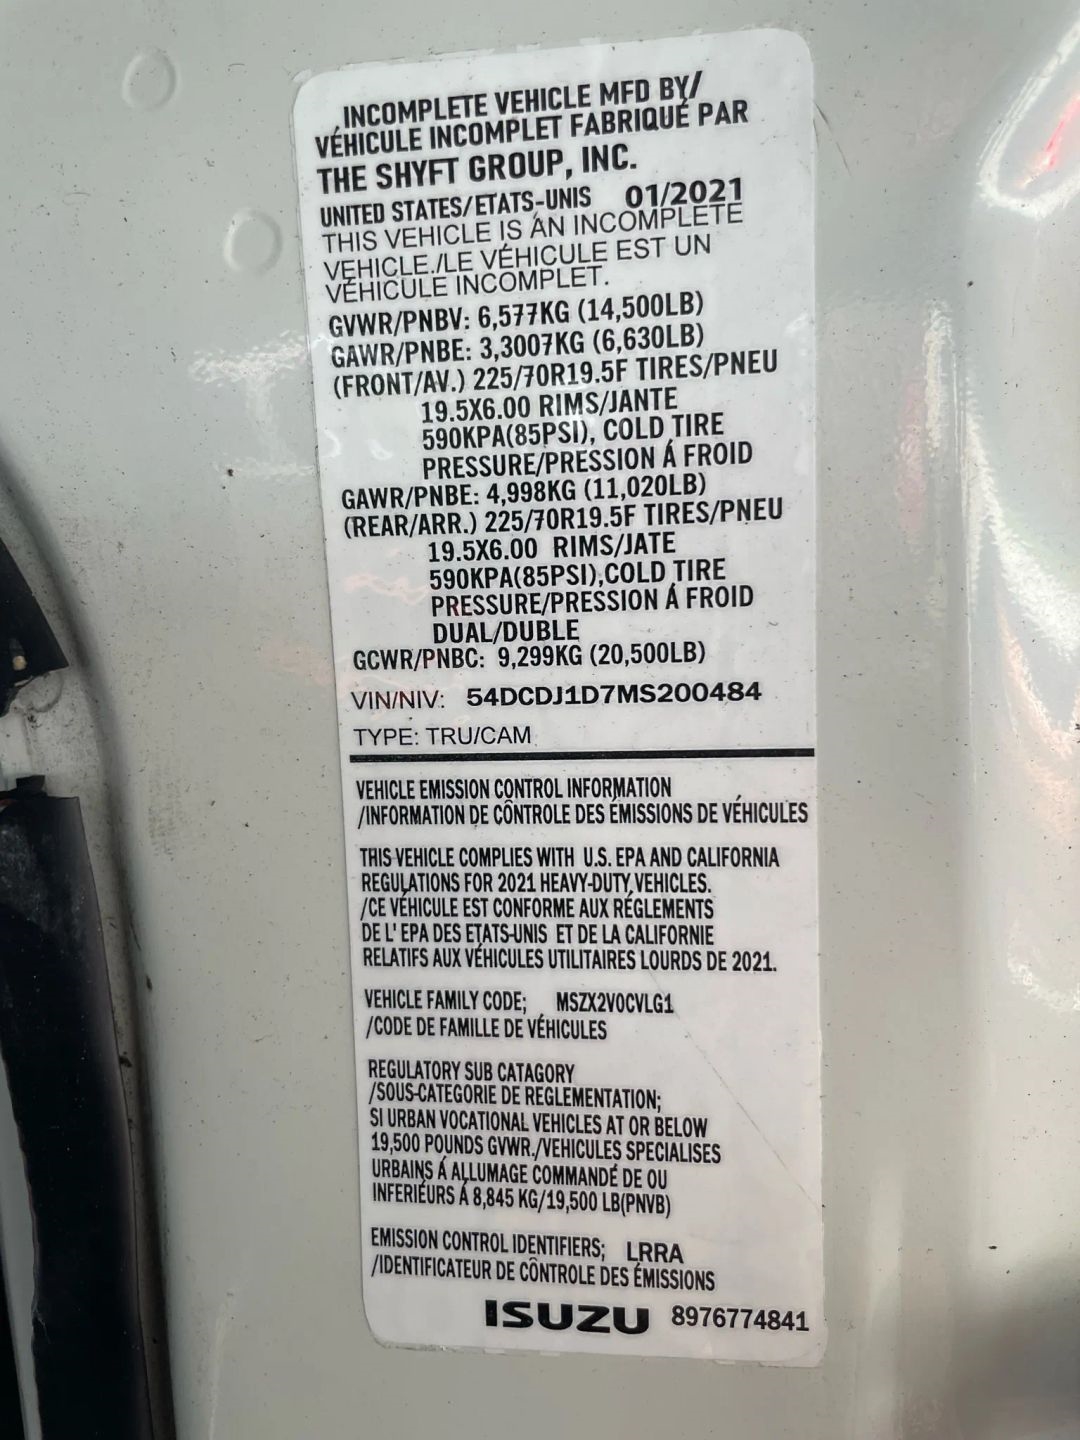 INCOMPLETE VEHICLE MFD BY/
VÉHICULE INCOMPLET FABRIQUÉ PAR
THE SHYFT GROUP, INC.
UNITED STATES/ETATS-UNIS 01/2021
THIS VEHICLE IS AN INCOMPLETE
VEHICLE./LE VÉHICULE EST UN
VÉHICULE INCOMPLET.
GVWR/PNBV: 6,577KG (14,500LB)
GAWR/PNBE: 3,3007KG (6,630LB)
(FRONT/AV.) 225/70R19.5F TIRES/PNEU
19.5X6.00 RIMS/JANTE
590KPA(85PSI), COLD TIRE
PRESSURE/PRESSION Á FROID
GAWR/PNBE: 4,998KG (11,020LB)
(REAR/ARR.) 225/70R19.5F TIRES/PNEU
19.5X6.00 RIMS/JATE
590KPA(85PSI),COLD TIRE
PRESSURE/PRESSION Á FROID
DUAL/DUBLE
GCWR/PNBC: 9,299KG (20,500LB)
VIN/NIV: 54DCDJ1D7MS200484
TYPE: TRU/CAM
VEHICLE EMISSION CONTROL INFORMATION
/INFORMATION DE CÔNTROLE DES ÉMISSIONS DE VÉHICULES
THIS VEHICLE COMPLIES WITH U.S. EPA AND CALIFORNIA
REGULATIONS FOR 2021 HEAVY-DUTY VEHICLES.
/CE VÉHICULE EST CONFORME AUX RÉGLEMENTS
DE L' EPA DES ETATS-UNIS ET DE LA CALIFORNIE
RELATIFS AUX VÉHICULES UTILITAIRES LOURDS DE 2021.
VEHICLE FAMILY CODE; MSZX2VOCVLG1
/CODE DE FAMILLE DE VÉHICULES
REGULATORY SUB CATAGORY
/SOUS-CATEGORIE DE REGLEMENTATION;
SI URBAN VOCATIONAL VEHICLES AT OR BELOW
19,500 POUNDS GVWR./VEHICULES SPECIALISES
URBAINS Á ALLUMAGE COMMANDÉ DE OU
INFERIEURS Á 8,845 KG/19,500 LB(PNVB)
EMISSION CONTROL IDENTIFIERS; LRRA
/IDENTIFICATEUR DE CÔNTROLE DES ÉMISSIONS
ISUZU 8976774841